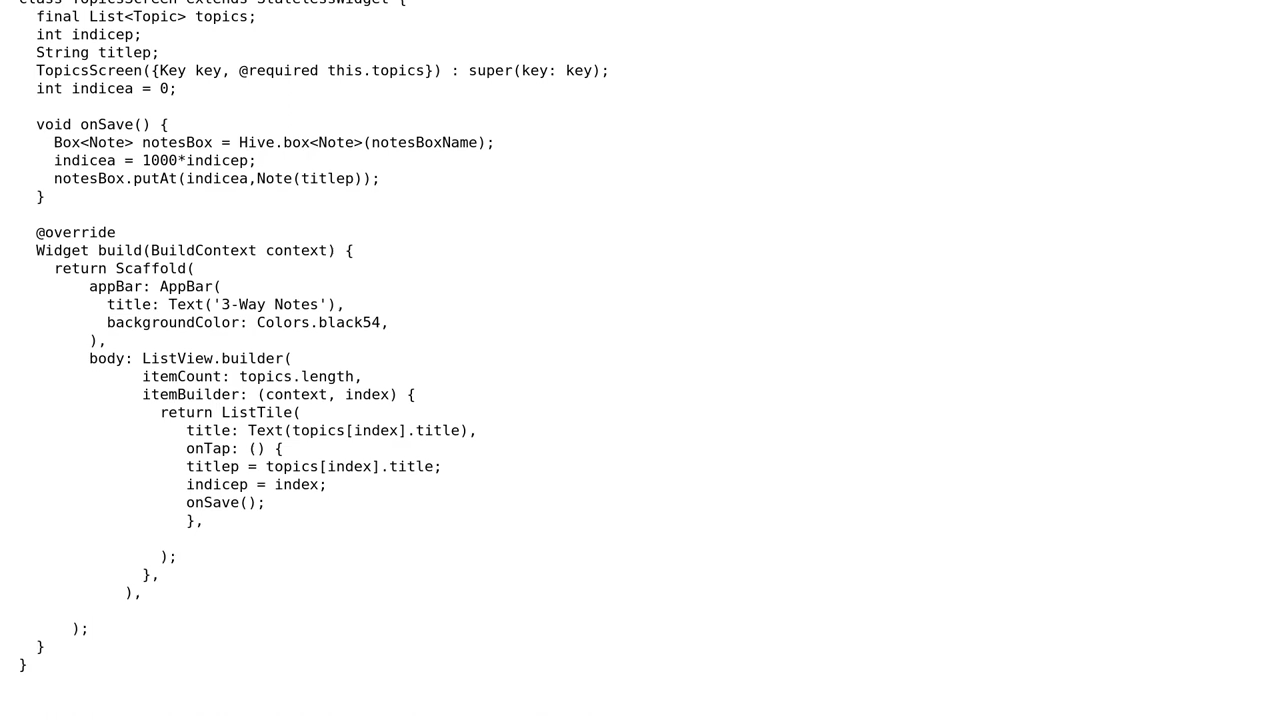 class TopicsScreen extends StatelessWidget {
  final List<Topic> topics;
  int indicep;
  String titlep;
  TopicsScreen({Key key, @required this.topics}) : super(key: key);
  int indicea = 0;

  void onSave() {
    Box<Note> notesBox = Hive.box<Note>(notesBoxName);
    indicea = 1000*indicep;
    notesBox.putAt(indicea,Note(titlep));
  }

  @override
  Widget build(BuildContext context) {
    return Scaffold(
        appBar: AppBar(
          title: Text('3-Way Notes'),
          backgroundColor: Colors.black54,
        ),
        body: ListView.builder(
              itemCount: topics.length,
              itemBuilder: (context, index) {
                return ListTile(
                   title: Text(topics[index].title),
                   onTap: () {
                   titlep = topics[index].title;
                   indicep = index;
                   onSave();
                   },

                );
              },
            ),

      );
  }
}